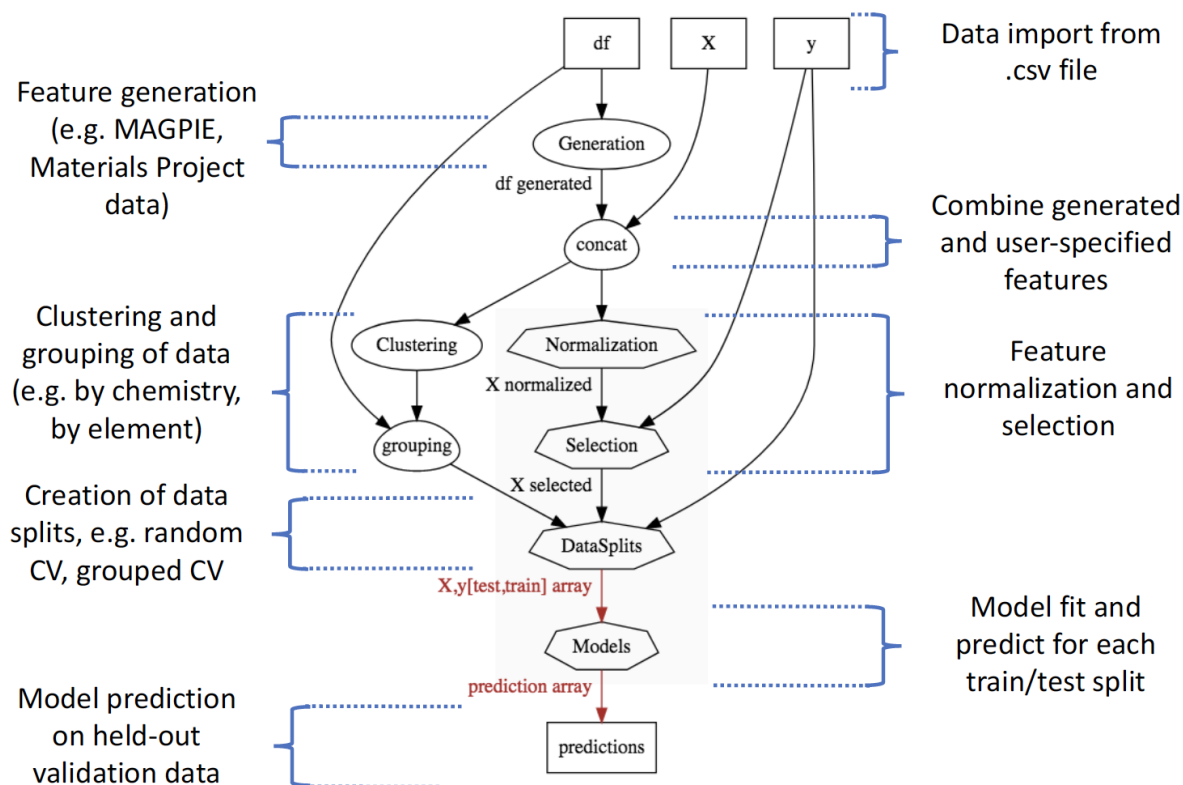 df
X
y
Data import from
.csv file
Feature generation
(e.g. MAGPIE,
Materials Project
data)
Generation
df generated
concat
Combine generated
and user-specified
features
Clustering and
grouping of data
(e.g. by chemistry,
by element)
Clustering
Normalization
X normalized
grouping
Selection
X selected
Feature
normalization and
selection
Creation of data
splits, e.g. random
CV, grouped CV
DataSplits
X,y[test,train] array
Models
prediction array
Model fit and
predict for each
train/test split
Model prediction
on held-out
validation data
predictions